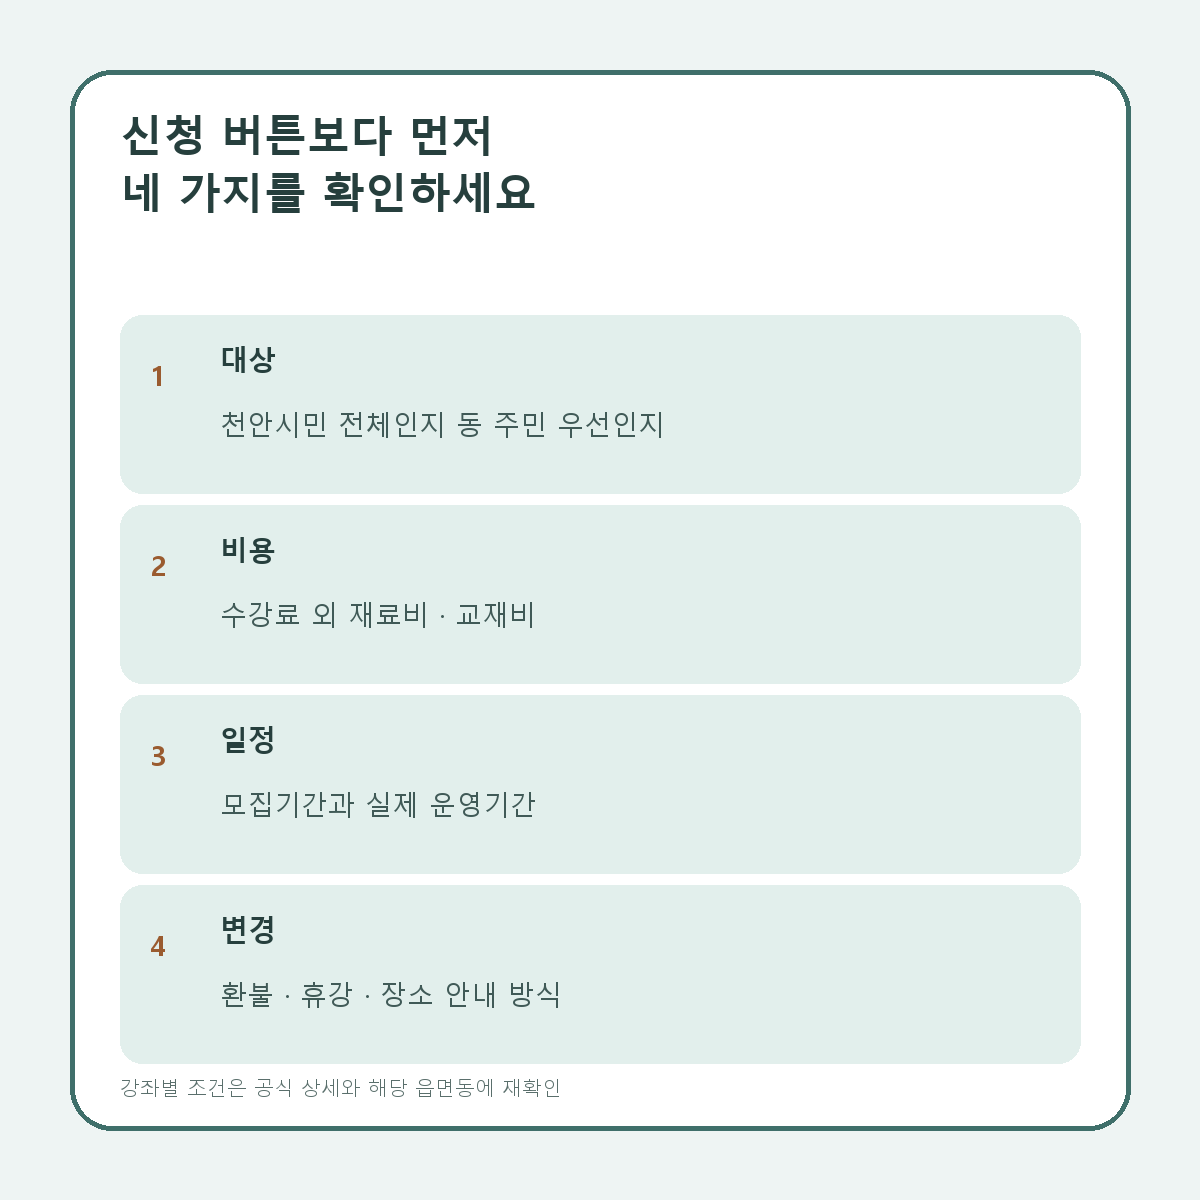 신청 버튼보다 먼저
네 가지를 확인하세요
1
대상
천안시민 전체인지 동 주민 우선인지
2
비용
수강료 외 재료비 · 교재비
3
일정
모집기간과 실제 운영기간
4
변경
환불 · 휴강 · 장소 안내 방식
강좌별 조건은 공식 상세와 해당 읍면동에 재확인